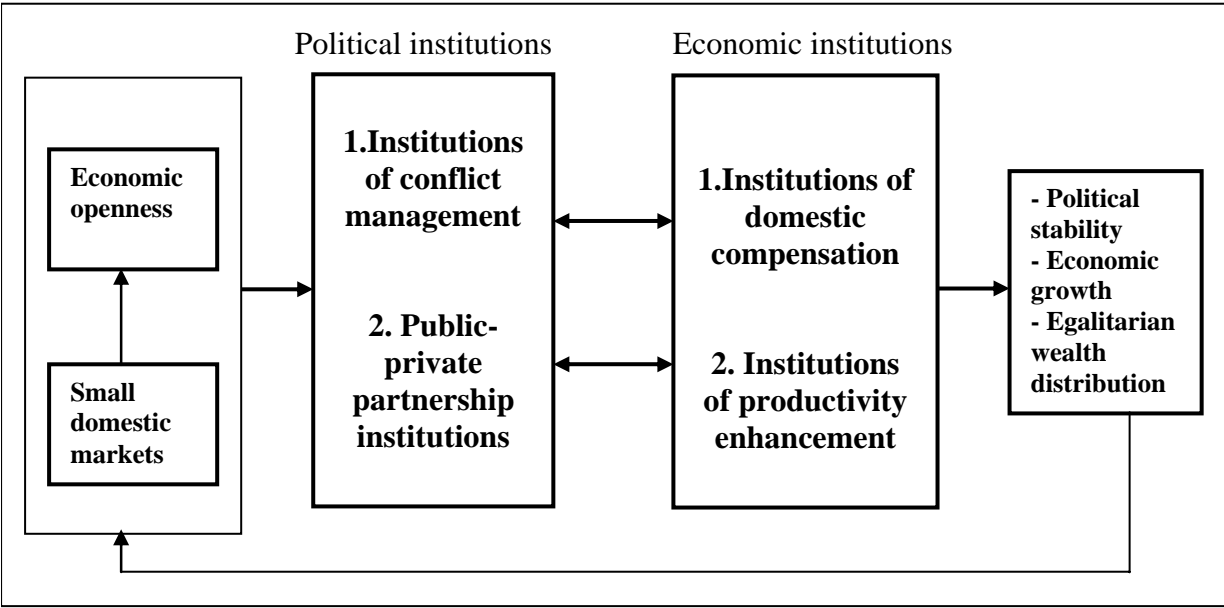 Political institutions
Economic institutions
Economic
openness
Small
domestic
markets
1.Institutions
of conflict
management
2. Public-
private
partnership
institutions
1.Institutions of
domestic
compensation
2. Institutions
of productivity
enhancement
- Political
stability
- Economic
growth
- Egalitarian
wealth
distribution